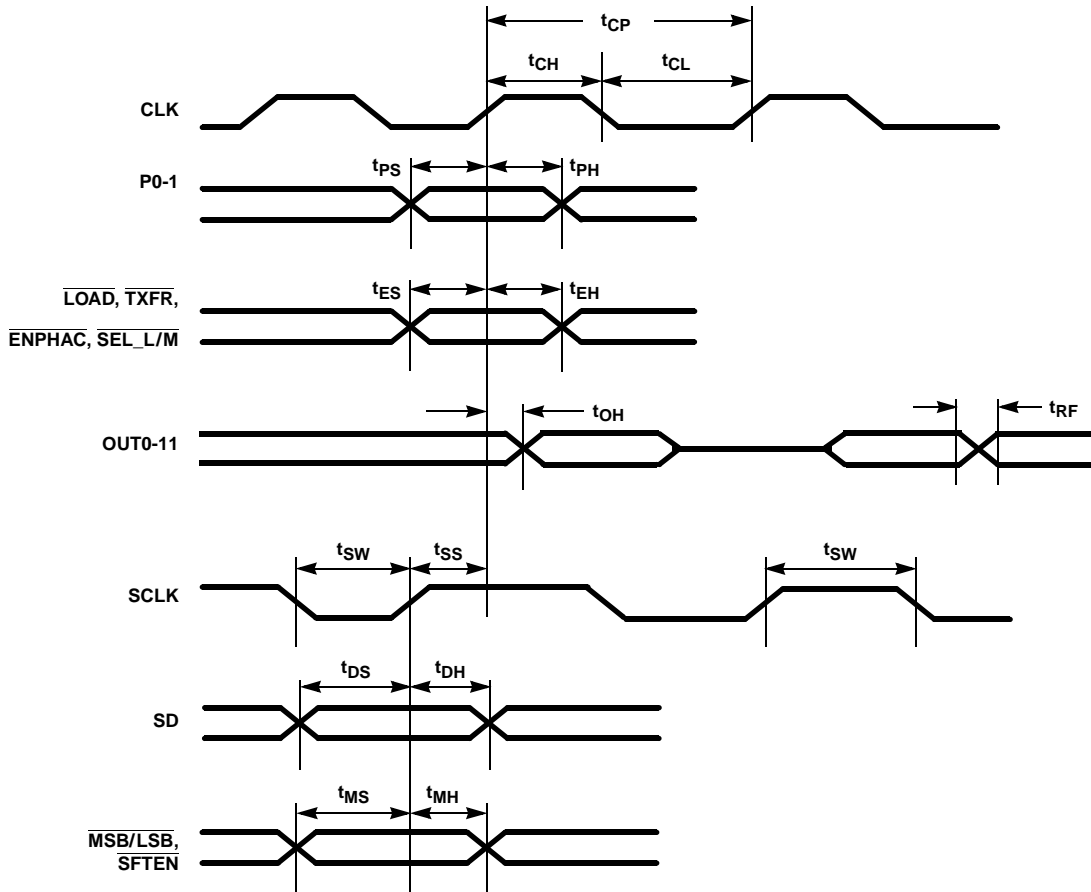 tCP
tCH
tCL
CLK
tPS
tPH
P0-1
tES
tEH
LOAD, TXFR,
ENPHAC, SEL_L/M
tOH
tRF
OUT0-11
tSW
tSS
tSW
SCLK
tDS
tDH
SD
tMS
tMH
MSB/LSB,
SFTEN